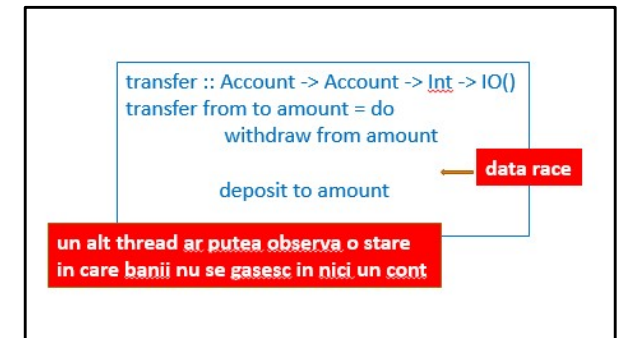 transfer :: Account -> Account -> Int -> IO()
transfer from to amount = do
withdraw from amount
data race
deposit to amount
un alt thread ar putea observa o stare
in care banii nu se gasesc in nici un cont